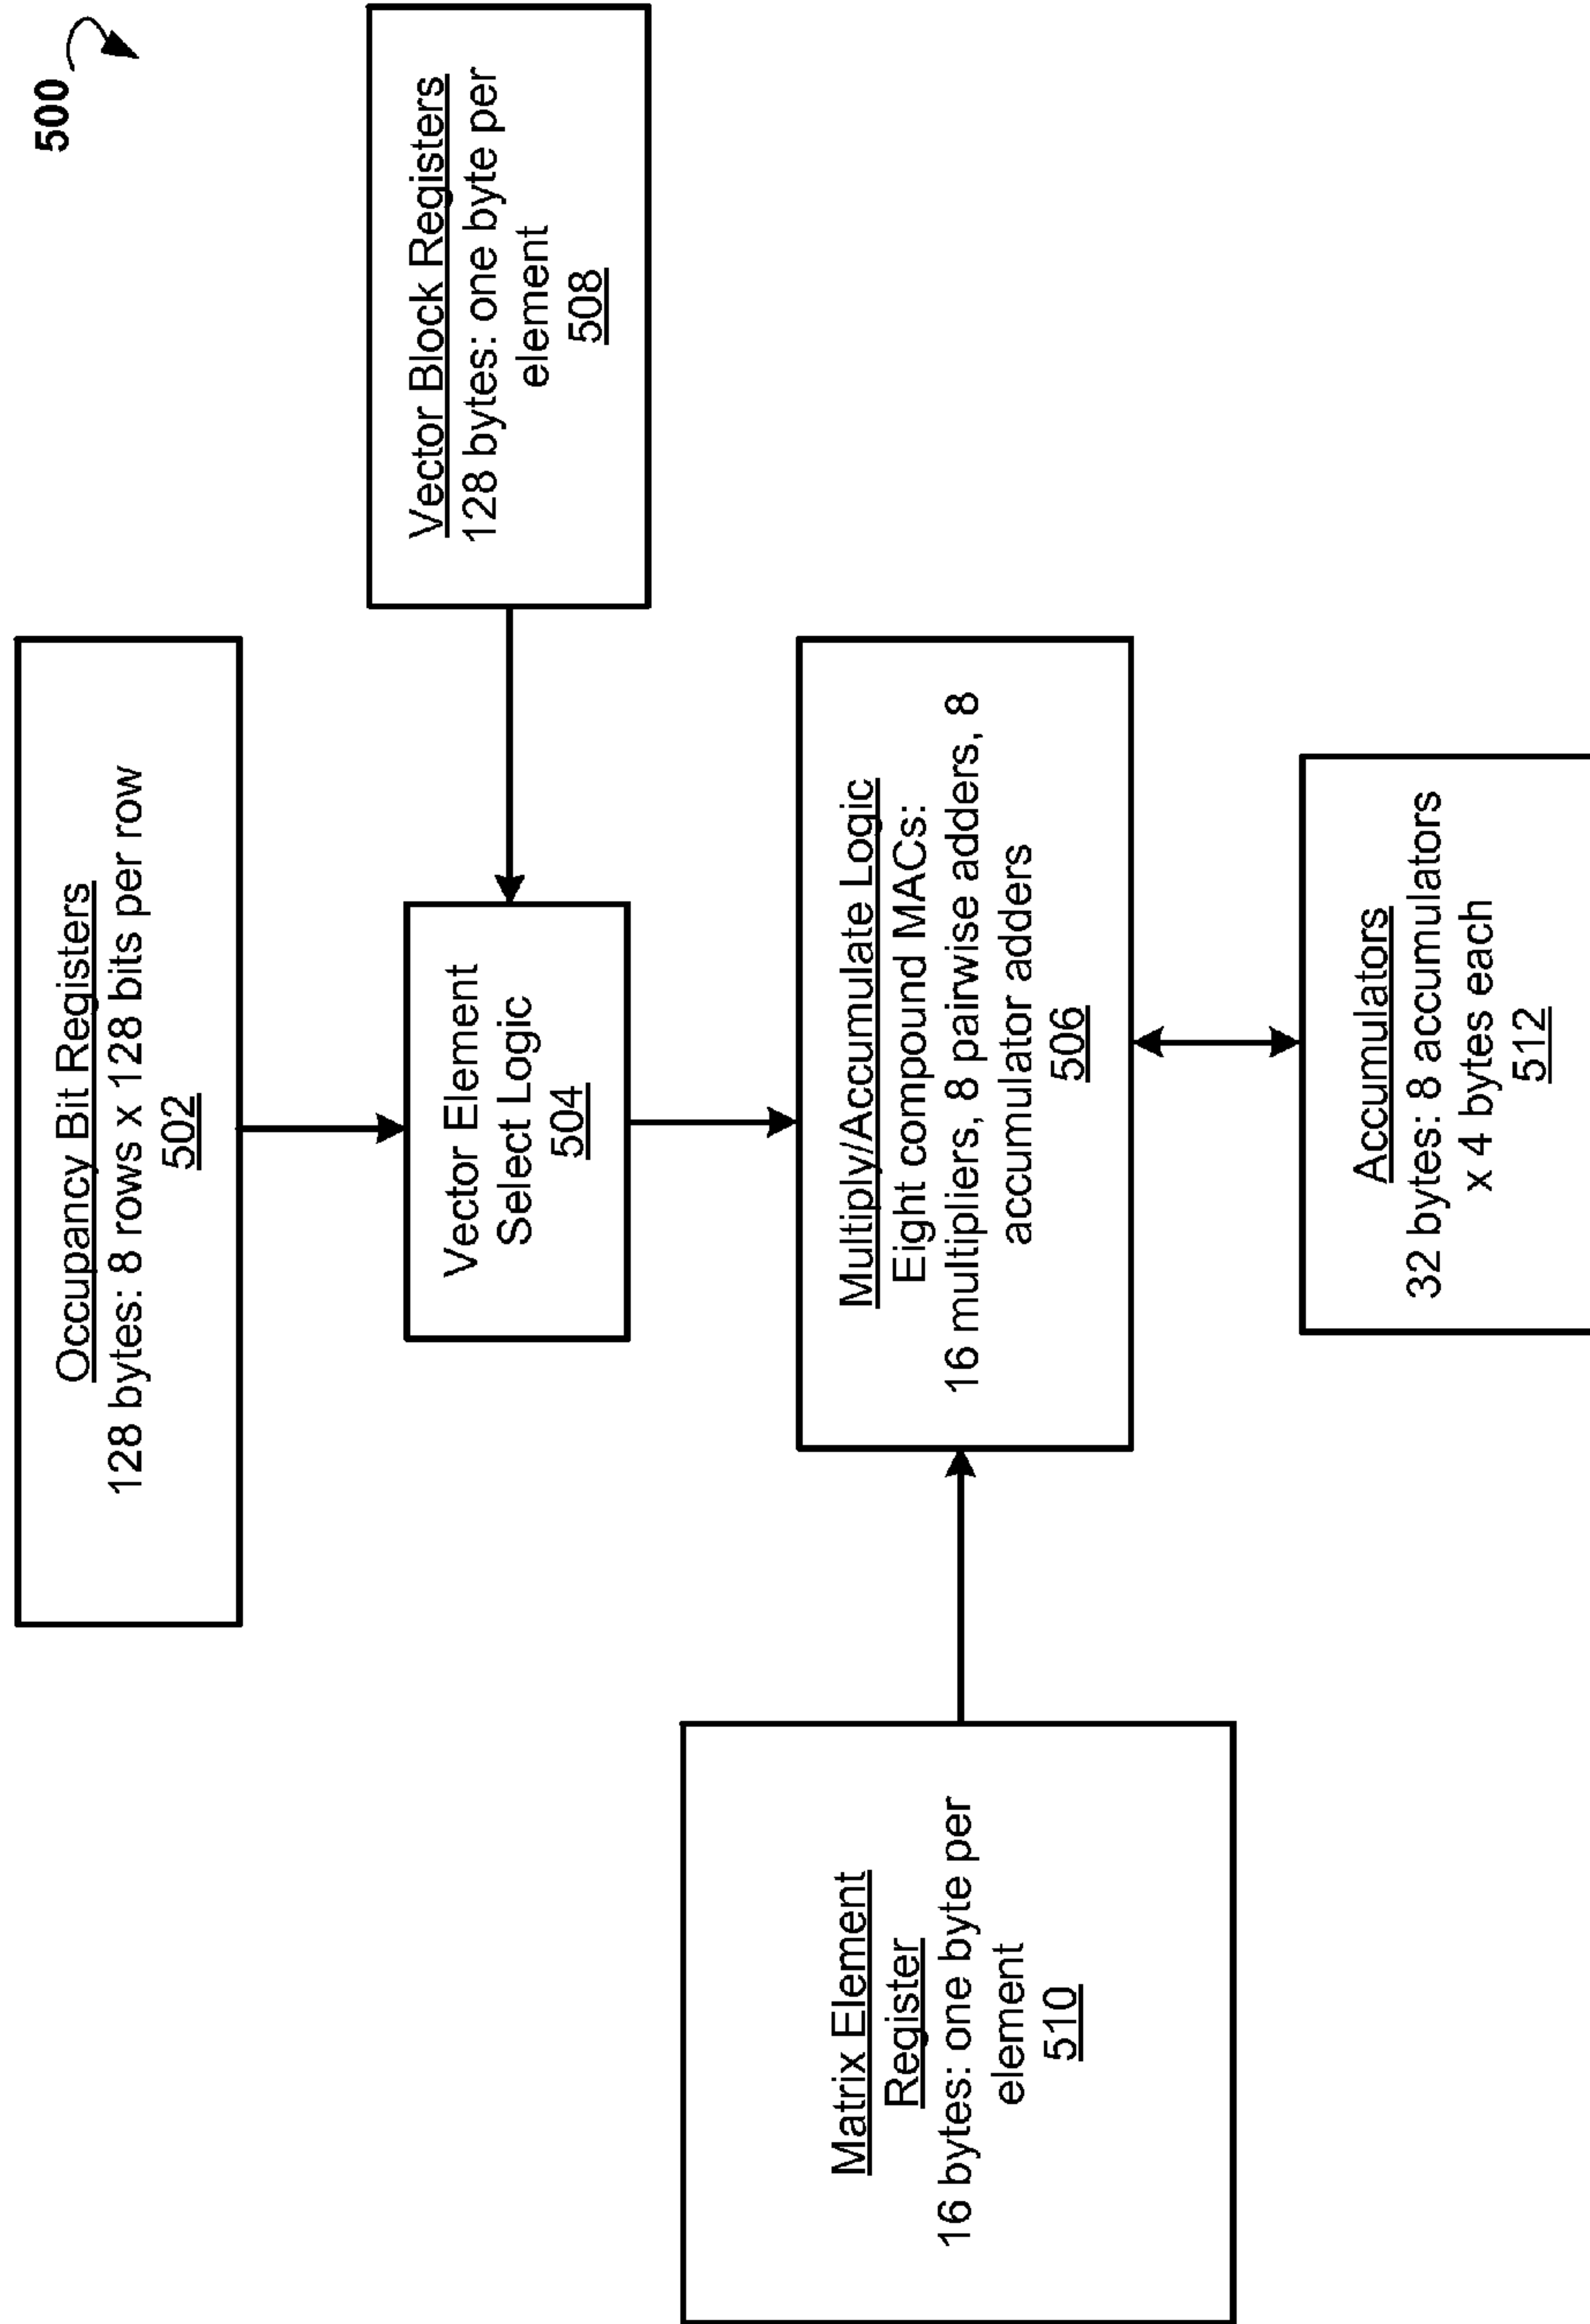 500
Occupancy Bit Registers
128 bytes: 8 rows x 128 bits per row
502
Vector Block Registers
128 bytes: one byte per
element
508
Vector Element
Select Logic
504
Multiply/Accumulate Logic
Eight compound MACs:
16 multipliers, 8 pairwise adders, 8
accumulator adders
506
Matrix Element
Register
16 bytes: one byte per
element
510
Accumulators
32 bytes: 8 accumulators
x 4 bytes each
512